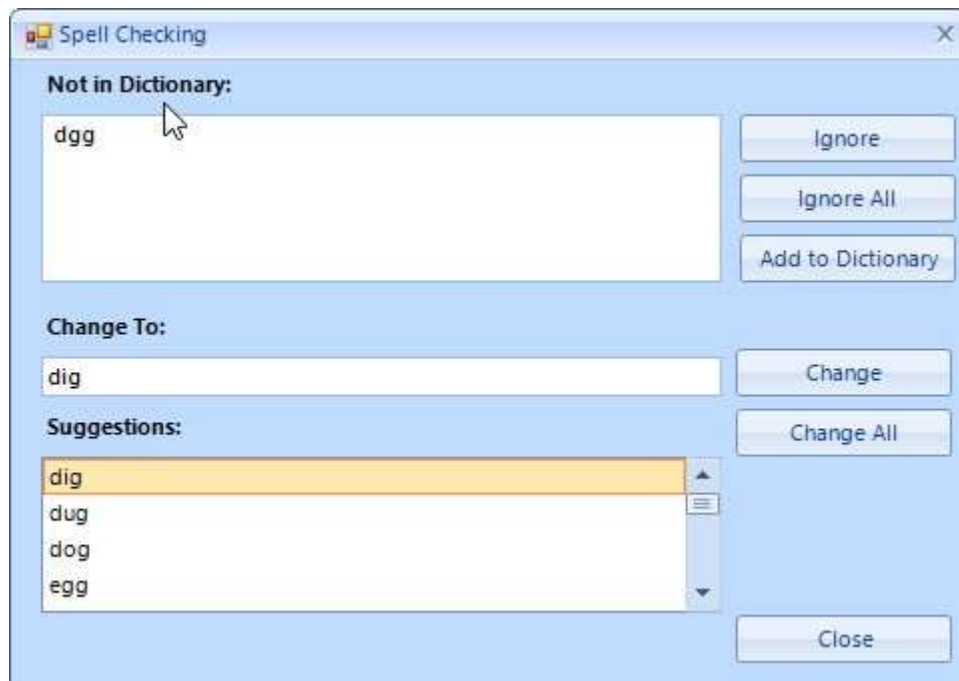 Spell Checking
Not in Dictionary:
dgg
Ignore
Ignore All
Add to Dictionary
Change To:
dig
Change
Suggestions:
Change All
dig
dug
dog
egg
Close